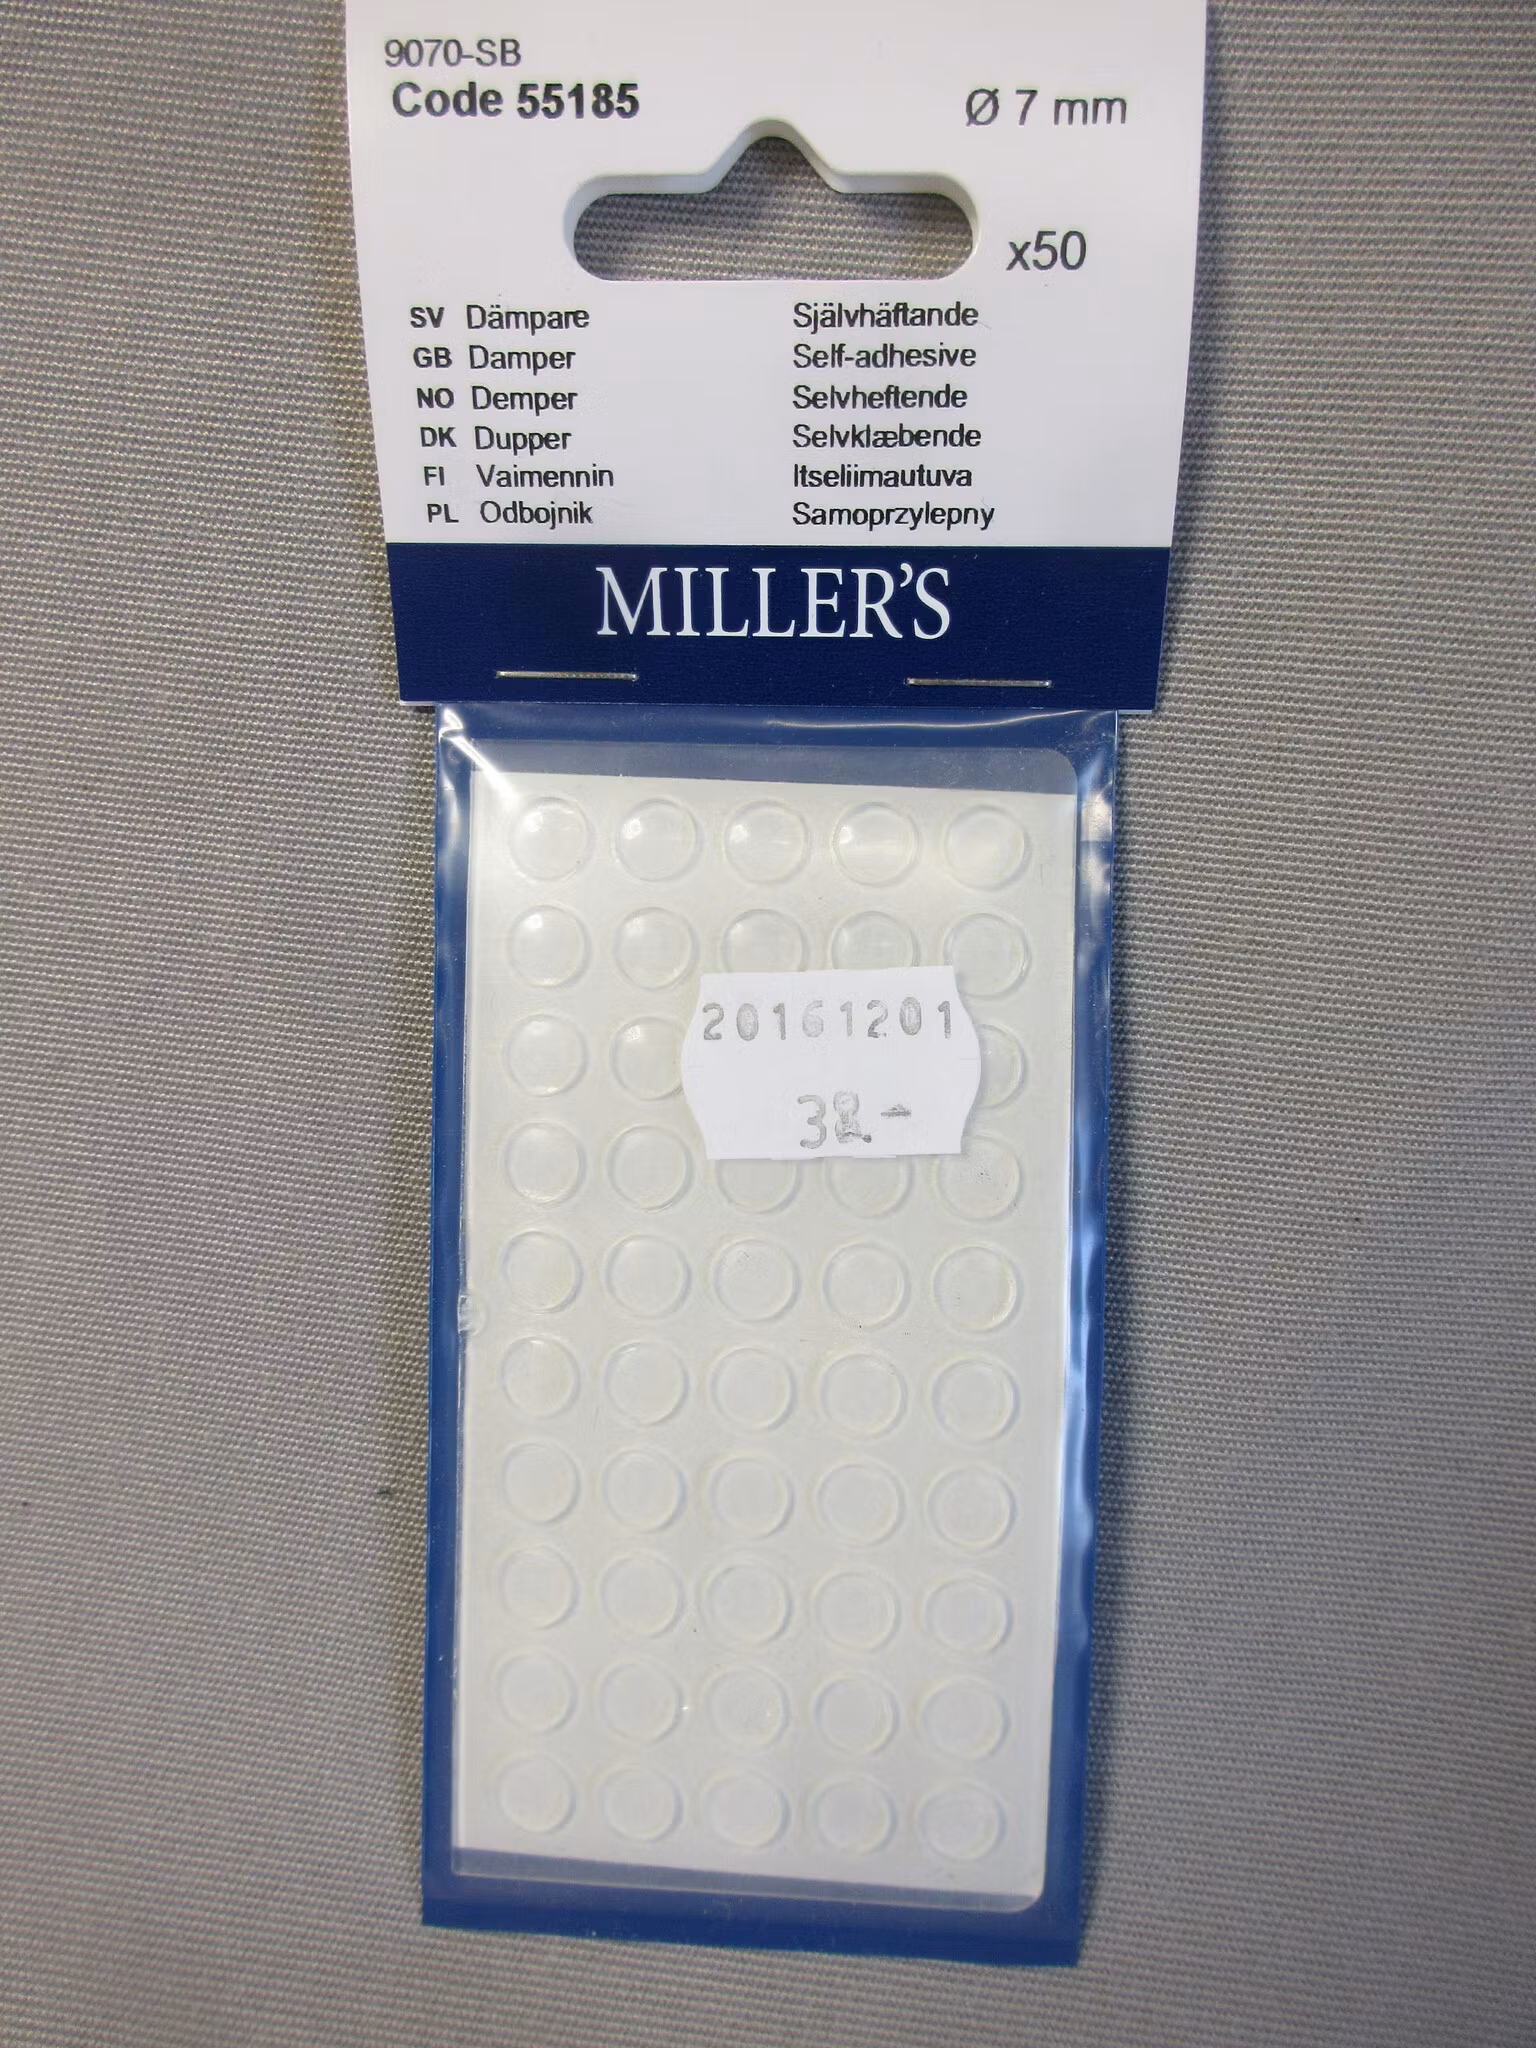 9070-SB
Code 55185
Ø 7 mm
x50
SV Dämpare Självhäftande
GB Damper Self-adhesive
NO Demper Selvheftende
DK Dupper Selvklæbende
FI Vaimennin Itseliimautuva
PL Odbojnik Samoprzylepny
MILLER'S
20161201